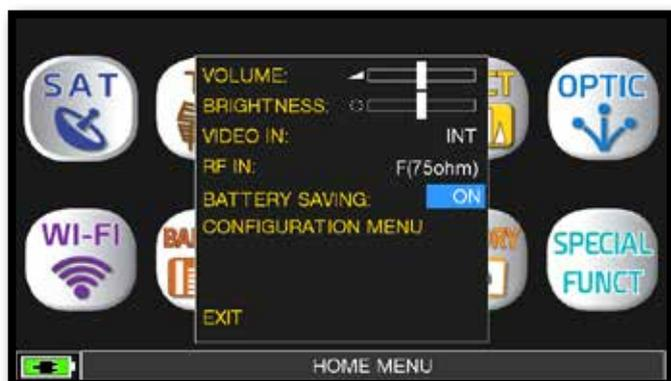 SAT
OPTIC
VOLUME:
BRIGHTNESS:
VIDEO IN: INT
RF IN: F(75ohm)
BATTERY SAVING: ON
CONFIGURATION MENU
EXIT
WI-FI
SPECIAL
FUNCT
HOME MENU